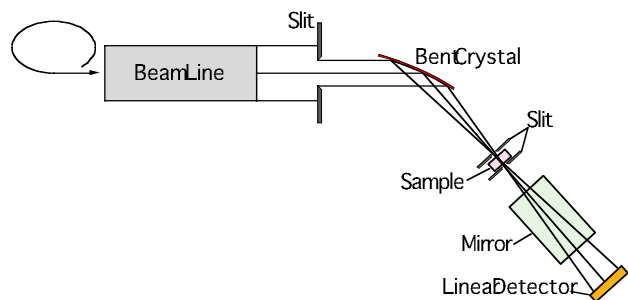 Slit
BentCrystal
BeamLine
Slit
Sample
Mirror
LinearDetector